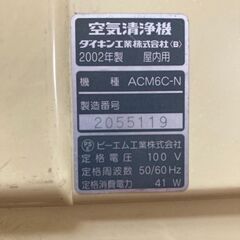 空気清浄機
ダイキン工業株式会社(B)
2002年製 屋内用
機種 ACM6C-N
製造番号
2055119
ピーエム工業株式会社
定格電圧 100 V
定格周波数 50/60 Hz
定格消費電力 41 W